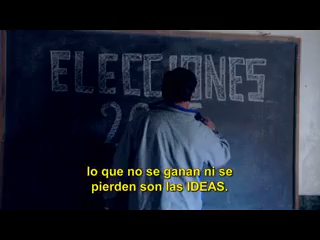 ELECCIONES
lo que no se ganan ni se
pierden son las IDEAS.